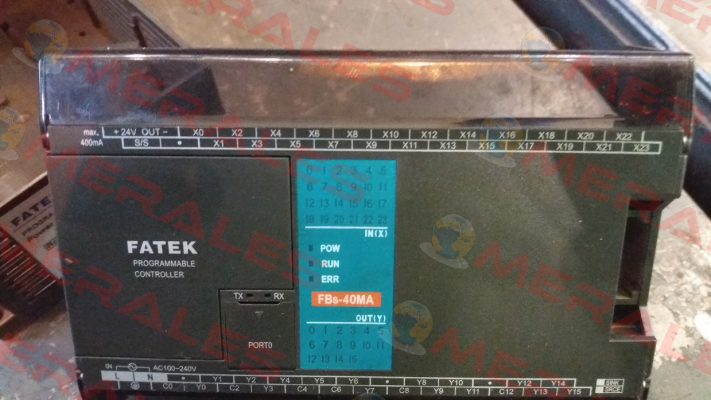 max. +24V OUT - X0 X2 X4 X6 X8 X10 X12 X14 X16 X18 X20 X22
400mA S/S • X1 X3 X5 X7 X9 X11 X13 X15 X17 X19 X21 X23
FATEK
PROGRAMMABLE
CONTROLLER
0 1 2 3 4 5
6 7 8 9 10 11
12 13 14 15 16 17
18 19 20 21 22 23
IN(X)
POW
RUN
ERR
FBs-40MA
OUT(Y)
0 1 2 3 4 5
6 7 8 9 10 11
12 13 14 15
TX RX
PORT0
IN AC100~240V
L N • Y1 Y2 Y4 Y5 Y6 • Y8 Y10 • Y12 Y14
C0 Y0 C2 Y3 C4 Y7 C8 Y9 Y11 C12 Y13 Y15
SINK
SRCE
FATEK
MERALES
MERALES
MERALES